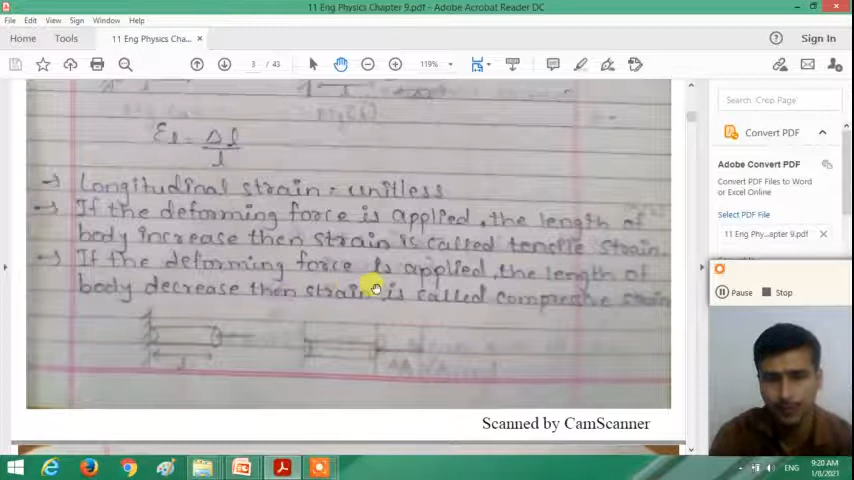 11 Eng Physics Chapter 9.pdf - Adobe Acrobat Reader DC
File Edit View Sign Window Help
Home Tools 11 Eng Physics Cha... × Sign In
3 / 43 119%
Search 'Crop Page'
Convert PDF
Adobe Convert PDF
Convert PDF Files to Word
or Excel Online
Select PDF File
11 Eng Phy...apter 9.pdf
Pause Stop
εl = Δl
l
→ Longitudinal strain = unitless
→ If the deforming force is applied, the length of
body increase then strain is called tensile strain.
→ If the deforming force is applied, the length of
body decrease then strain is called compressive strain
l
Scanned by CamScanner
ENG 9:20 AM
1/8/2021